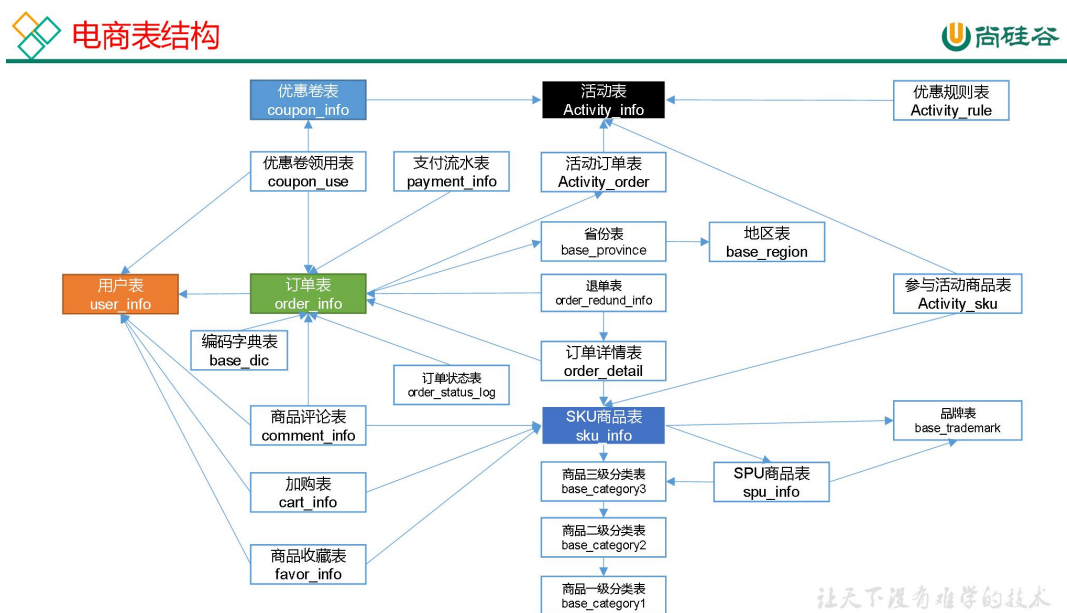 电商表结构
尚硅谷
优惠卷表
coupon_info
活动表
Activity_info
优惠规则表
Activity_rule
优惠卷领用表
coupon_use
支付流水表
payment_info
活动订单表
Activity_order
省份表
base_province
地区表
base_region
用户表
user_info
订单表
order_info
退单表
order_redund_info
参与活动商品表
Activity_sku
编码字典表
base_dic
订单详情表
order_detail
订单状态表
order_status_log
商品评论表
comment_info
SKU商品表
sku_info
品牌表
base_trademark
加购表
cart_info
商品三级分类表
base_category3
SPU商品表
spu_info
商品二级分类表
base_category2
商品收藏表
favor_info
商品一级分类表
base_category1
让天下没有难学的技术